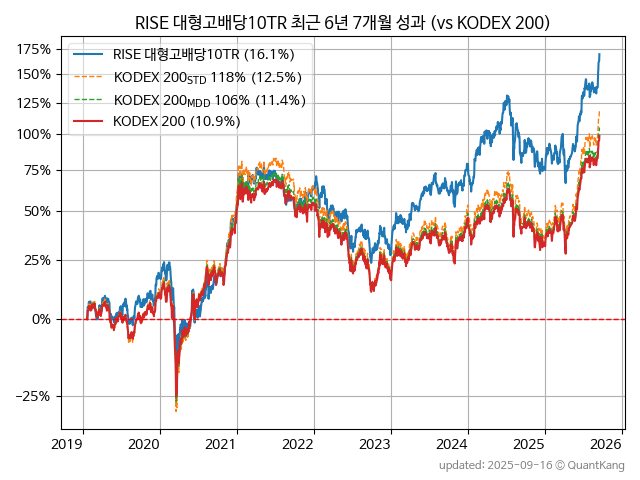 RISE 대형고배당10TR 최근 6년 7개월 성과 (vs KODEX 200)
175%
150%
125%
100%
75%
50%
25%
0%
−25%
RISE 대형고배당10TR (16.1%)
KODEX 200STD 118% (12.5%)
KODEX 200MDD 106% (11.4%)
KODEX 200 (10.9%)
2019 2020 2021 2022 2023 2024 2025 2026
updated: 2025-09-16 © QuantKang